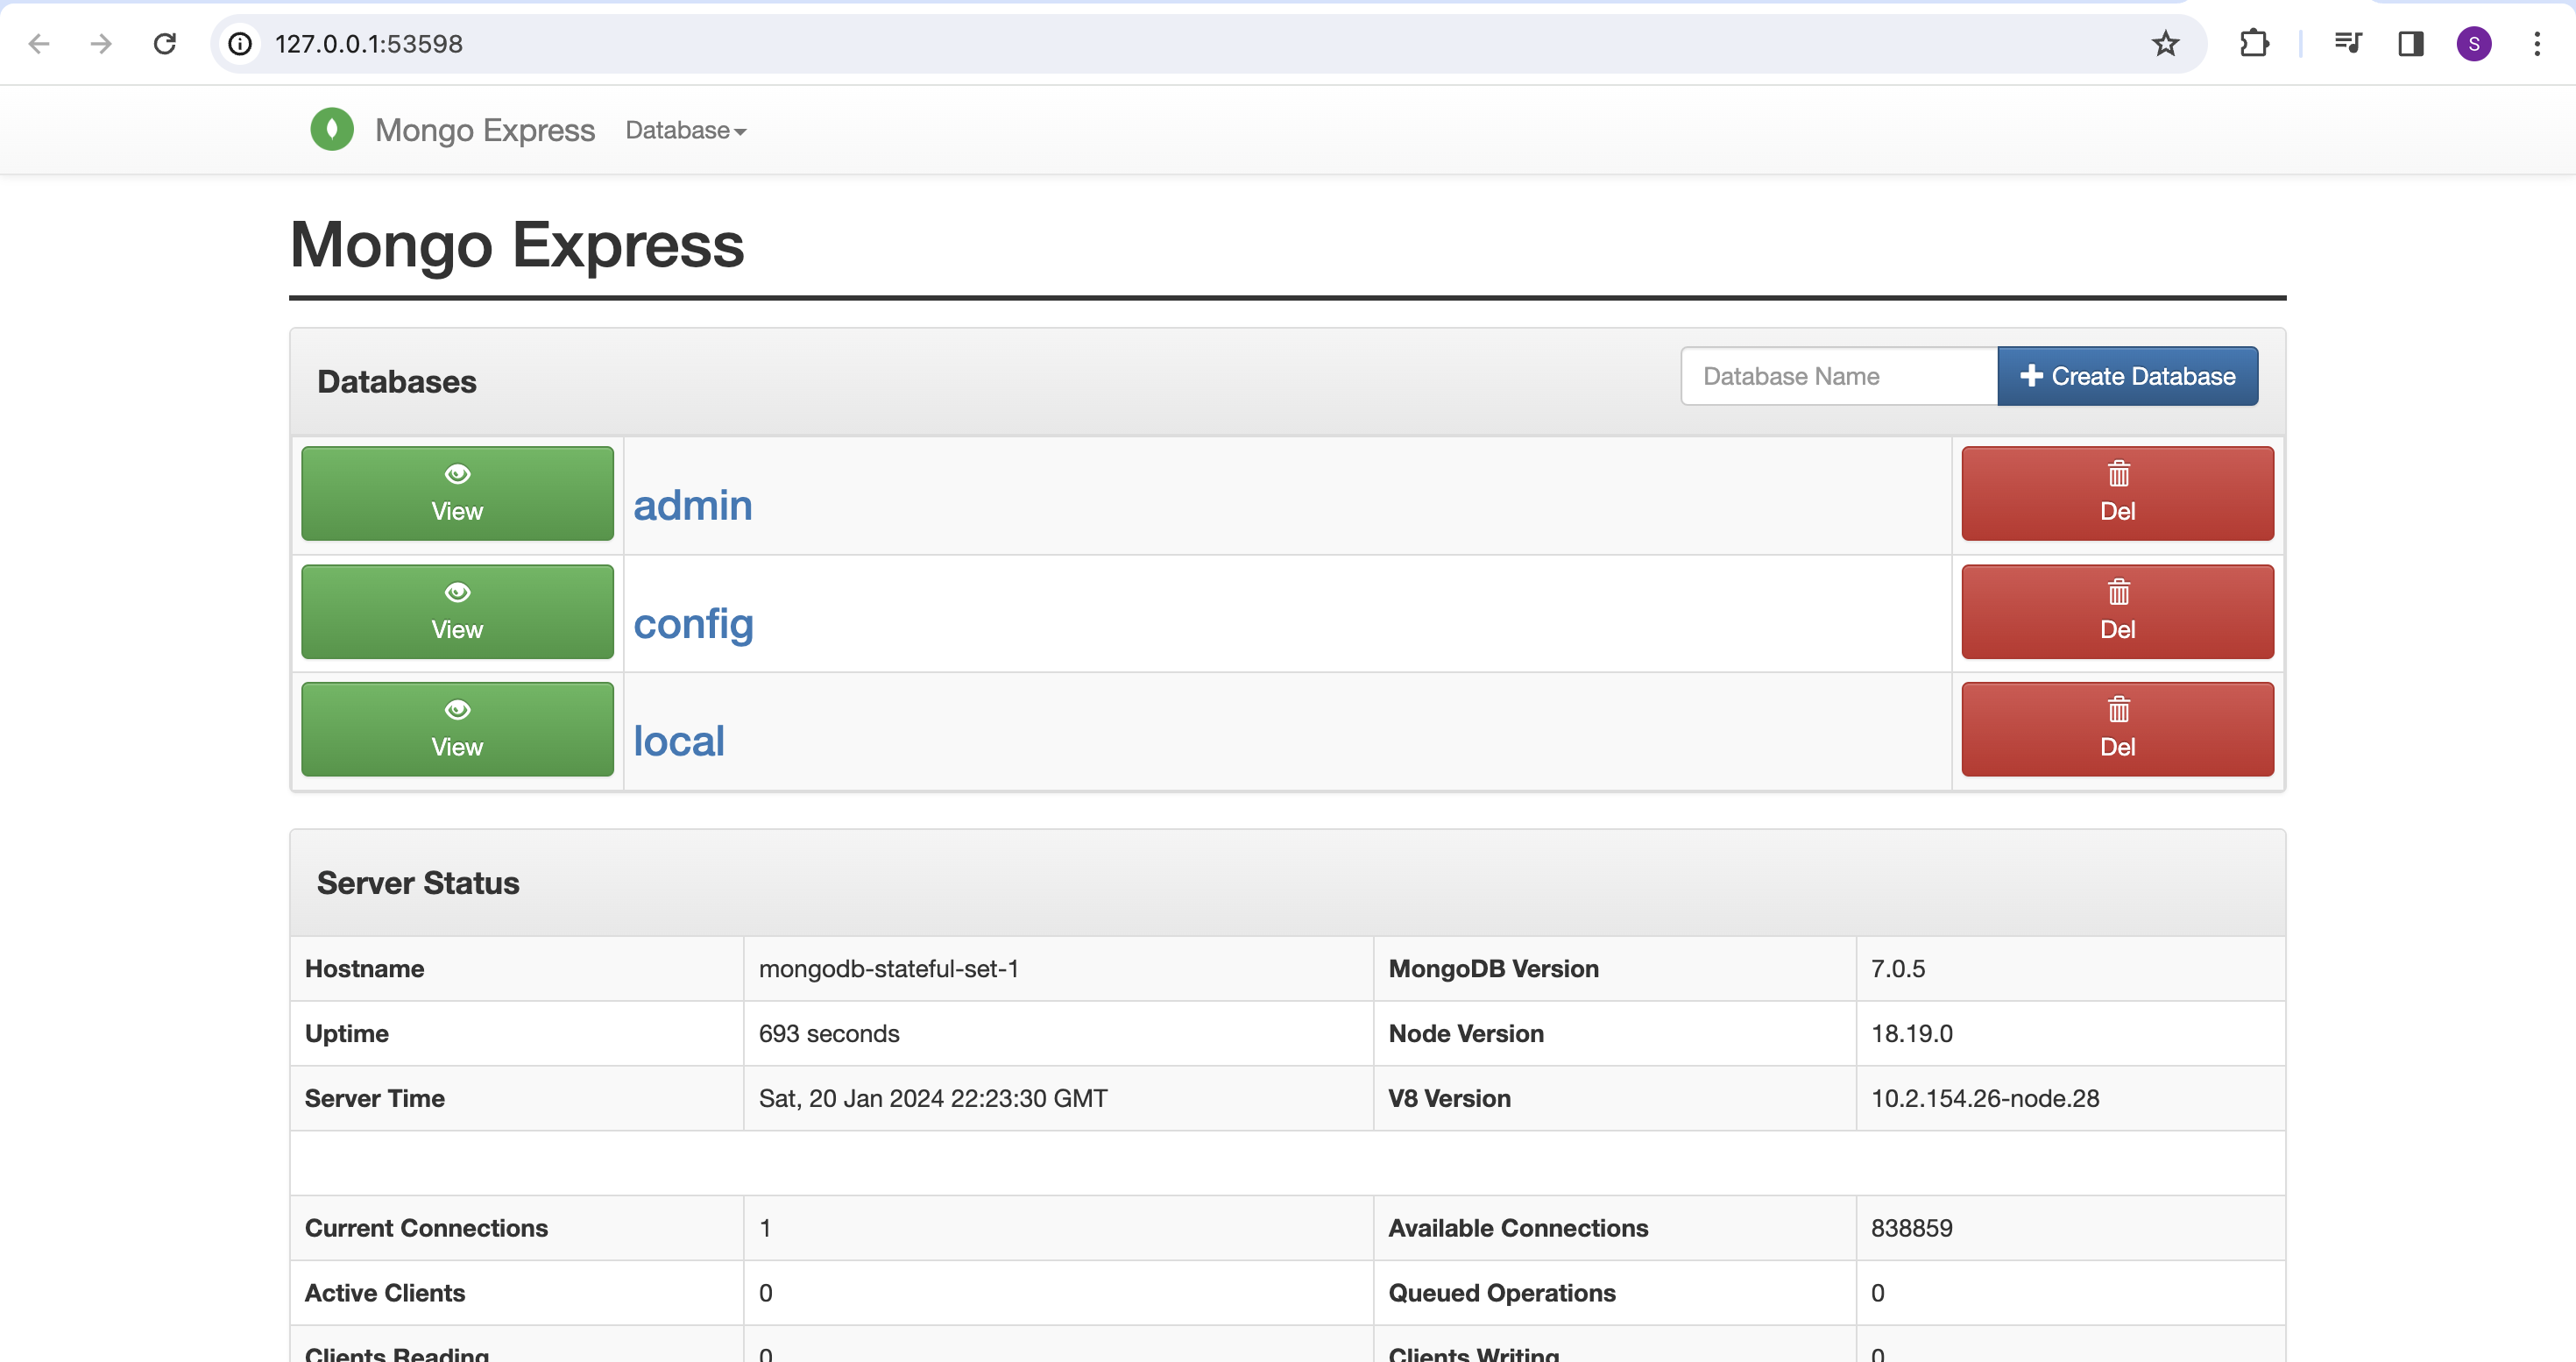 127.0.0.1:53598
S
Mongo Express Database
Mongo Express
Databases Database Name Create Database
View admin Del
View config Del
View local Del
Server Status
Hostname mongodb-stateful-set-1 MongoDB Version 7.0.5
Uptime 693 seconds Node Version 18.19.0
Server Time Sat, 20 Jan 2024 22:23:30 GMT V8 Version 10.2.154.26-node.28
Current Connections 1 Available Connections 838859
Active Clients 0 Queued Operations 0
Clients Reading 0 Clients Writing 0